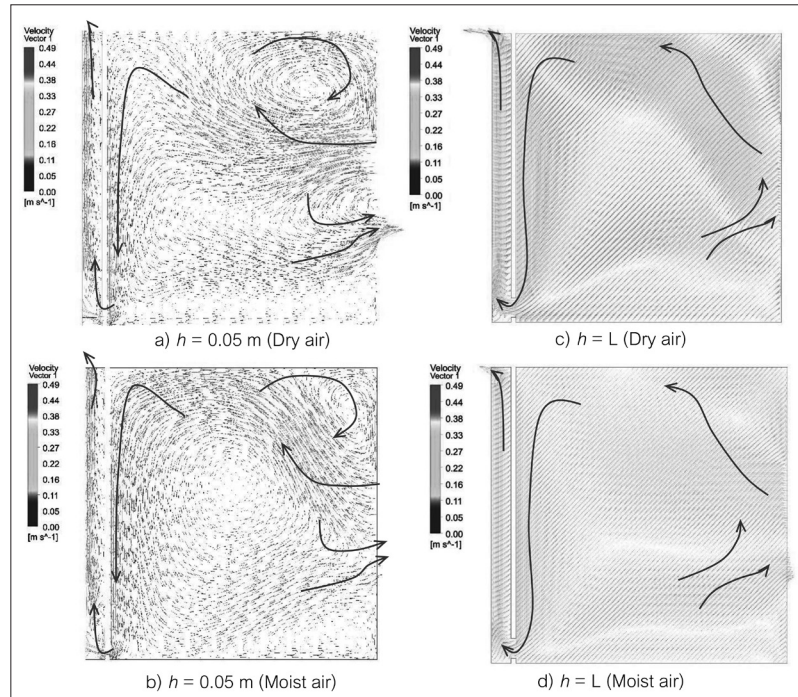 Velocity
Vector 1
0.49
0.44
0.38
0.33
0.27
0.22
0.16
0.11
0.05
0.00
[m s^-1]
a) h = 0.05 m (Dry air)
Velocity
Vector 1
0.49
0.44
0.38
0.33
0.27
0.22
0.16
0.11
0.05
0.00
[m s^-1]
c) h = L (Dry air)
Velocity
Vector 1
0.49
0.44
0.38
0.33
0.27
0.22
0.16
0.11
0.05
0.00
[m s^-1]
b) h = 0.05 m (Moist air)
Velocity
Vector 1
0.49
0.44
0.38
0.33
0.27
0.22
0.16
0.11
0.05
0.00
[m s^-1]
d) h = L (Moist air)